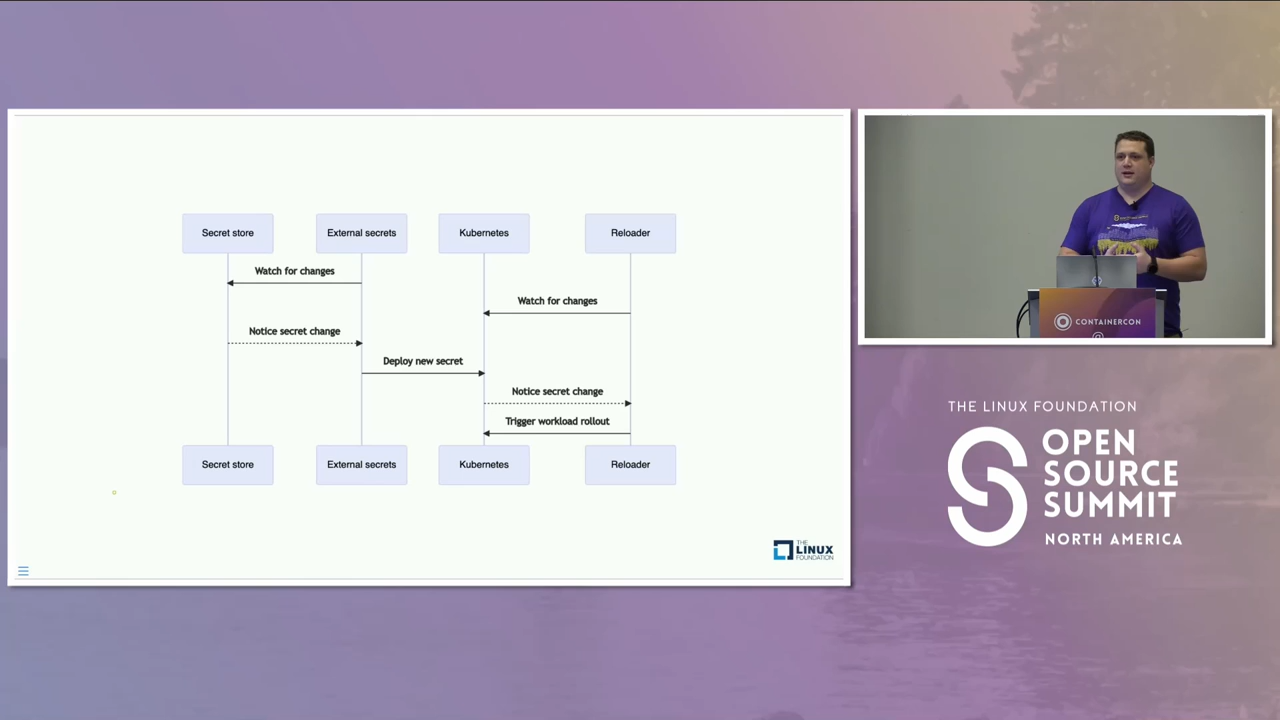 Secret store
External secrets
Kubernetes
Reloader
Watch for changes
Watch for changes
Notice secret change
Deploy new secret
Notice secret change
Trigger workload rollout
Secret store
External secrets
Kubernetes
Reloader
THE
LINUX
FOUNDATION
CONTAINERCON
THE LINUX FOUNDATION
OPEN
SOURCE
SUMMIT
NORTH AMERICA